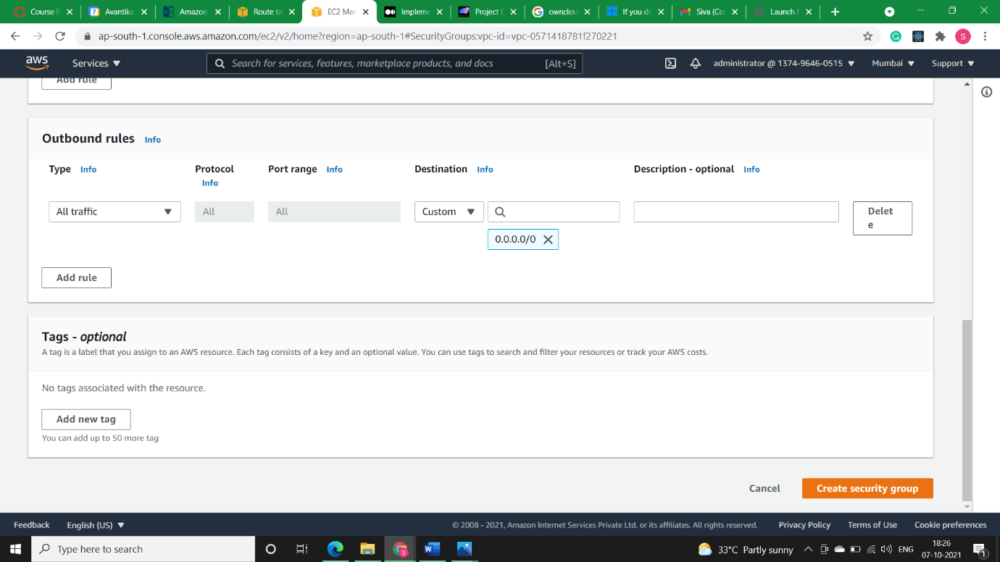 Course P
Avantika
Amazon
Route ta
EC2 Mar
Impleme
Project
ownclou
If you do
Siva (Cor
Launch
ap-south-1.console.aws.amazon.com/ec2/v2/home?region=ap-south-1#SecurityGroups:vpc-id=vpc-0571418781f270221
S
aws
Services
Search for services, features, marketplace products, and docs
[Alt+S]
administrator @ 1374-9646-0515
Mumbai
Support
Add rule
Outbound rules Info
Type Info
Protocol Info
Port range Info
Destination Info
Description - optional Info
All traffic
All
All
Custom
Delet
e
0.0.0.0/0
Add rule
Tags - optional
A tag is a label that you assign to an AWS resource. Each tag consists of a key and an optional value. You can use tags to search and filter your resources or track your AWS costs.
No tags associated with the resource.
Add new tag
You can add up to 50 more tag
Cancel
Create security group
Feedback
English (US)
© 2008 - 2021, Amazon Internet Services Private Ltd. or its affiliates. All rights reserved.
Privacy Policy
Terms of Use
Cookie preferences
Type here to search
33°C Partly sunny
ENG
18:26
07-10-2021
1